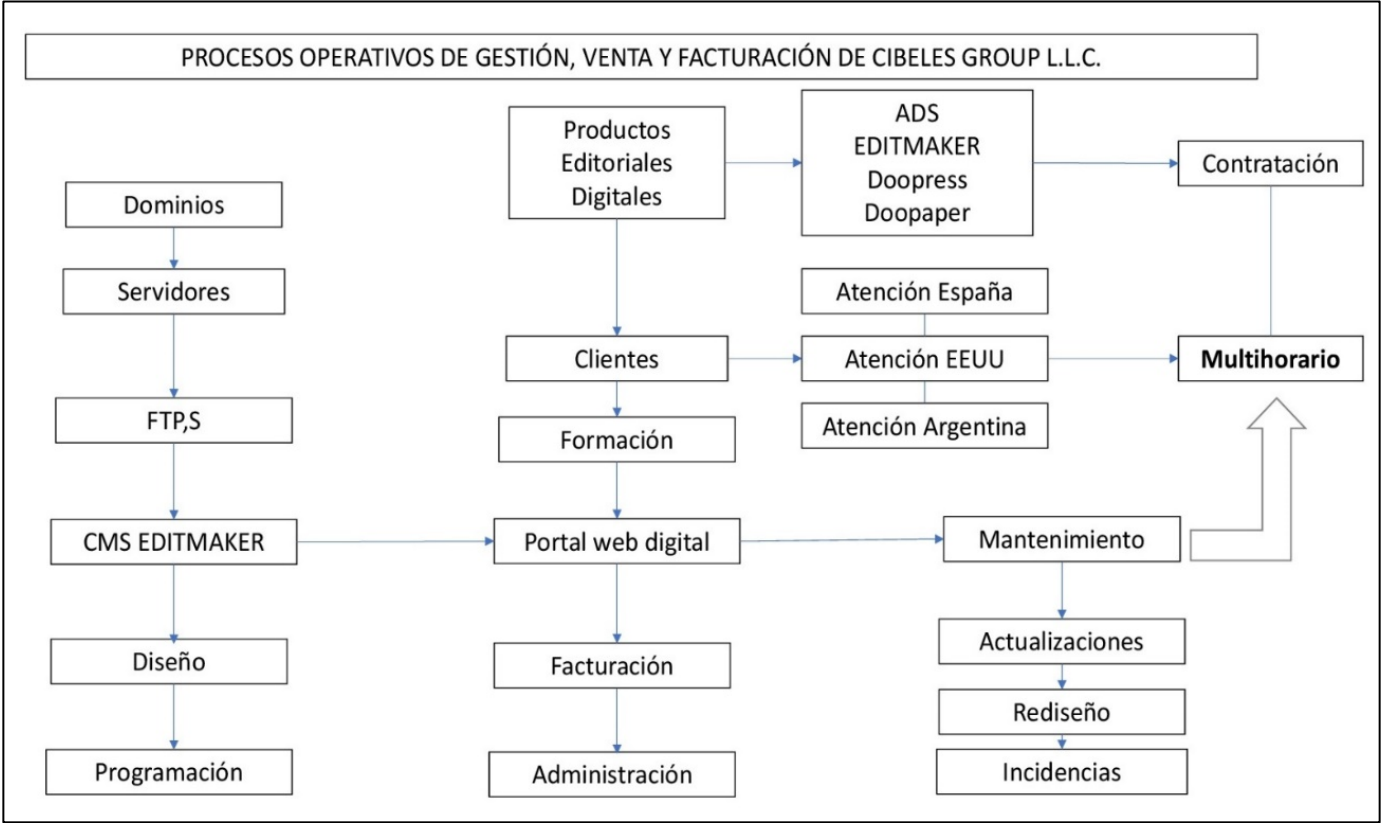 PROCESOS OPERATIVOS DE GESTIÓN, VENTA Y FACTURACIÓN DE CIBELES GROUP L.L.C.
Dominios
Servidores
FTP,S
CMS EDITMAKER
Diseño
Programación
Productos
Editoriales
Digitales
Clientes
Formación
Portal web digital
Facturación
Administración
ADS
EDITMAKER
Doopress
Doopaper
Atención España
Atención EEUU
Atención Argentina
Contratación
Multihorario
Mantenimiento
Actualizaciones
Rediseño
Incidencias